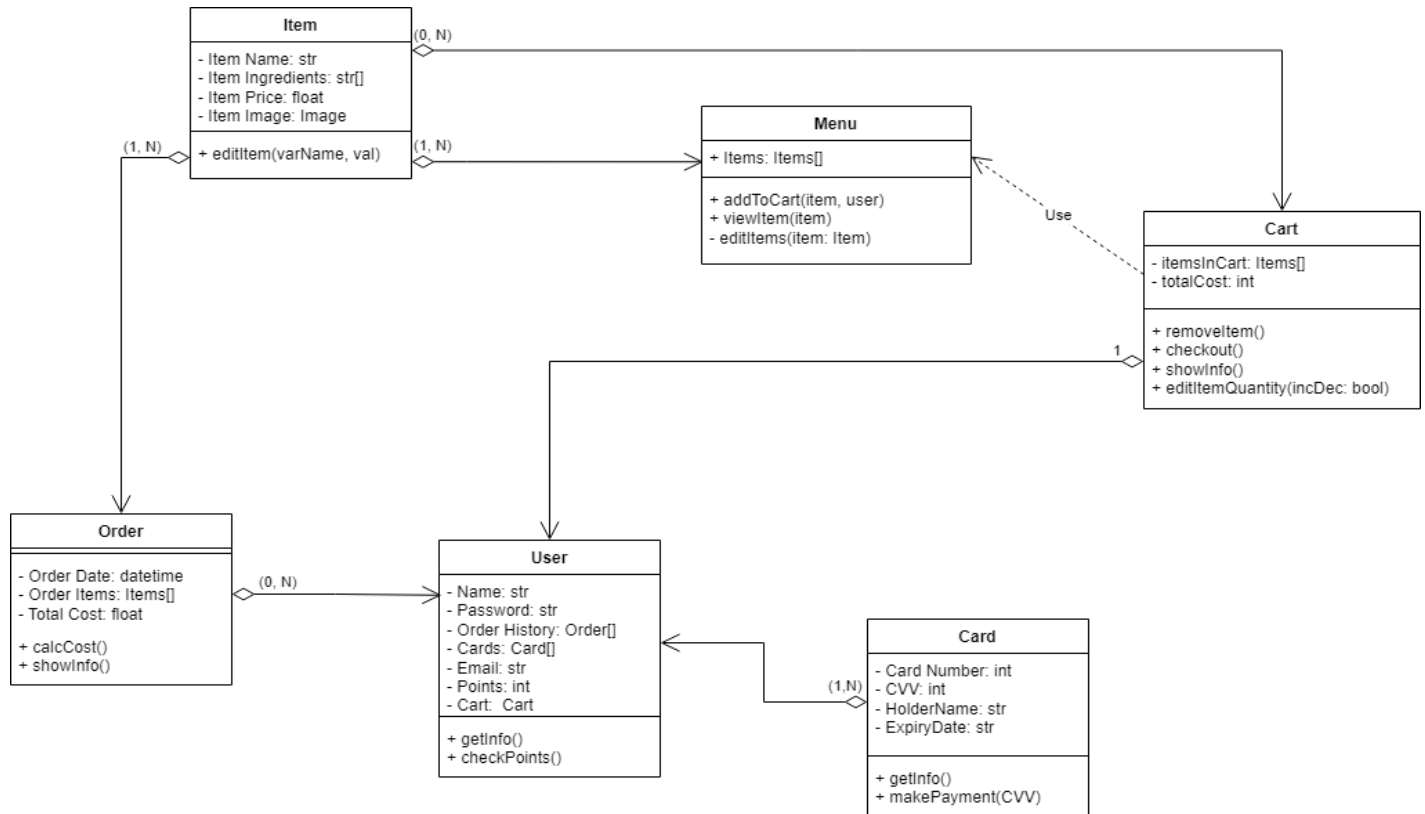 Item
- Item Name: str
- Item Ingredients: str[]
- Item Price: float
- Item Image: Image
+ editItem(varName, val)
(0, N)
(1, N)
(1, N)
Menu
+ Items: Items[]
+ addToCart(item, user)
+ viewItem(item)
- editItems(item: Item)
Use
Cart
- itemsInCart: Items[]
- totalCost: int
+ removeItem()
+ checkout()
+ showInfo()
+ editItemQuantity(incDec: bool)
1
Order
- Order Date: datetime
- Order Items: Items[]
- Total Cost: float
+ calcCost()
+ showInfo()
(0, N)
User
- Name: str
- Password: str
- Order History: Order[]
- Cards: Card[]
- Email: str
- Points: int
- Cart:  Cart
+ getInfo()
+ checkPoints()
(1,N)
Card
- Card Number: int
- CVV: int
- HolderName: str
- ExpiryDate: str
+ getInfo()
+ makePayment(CVV)